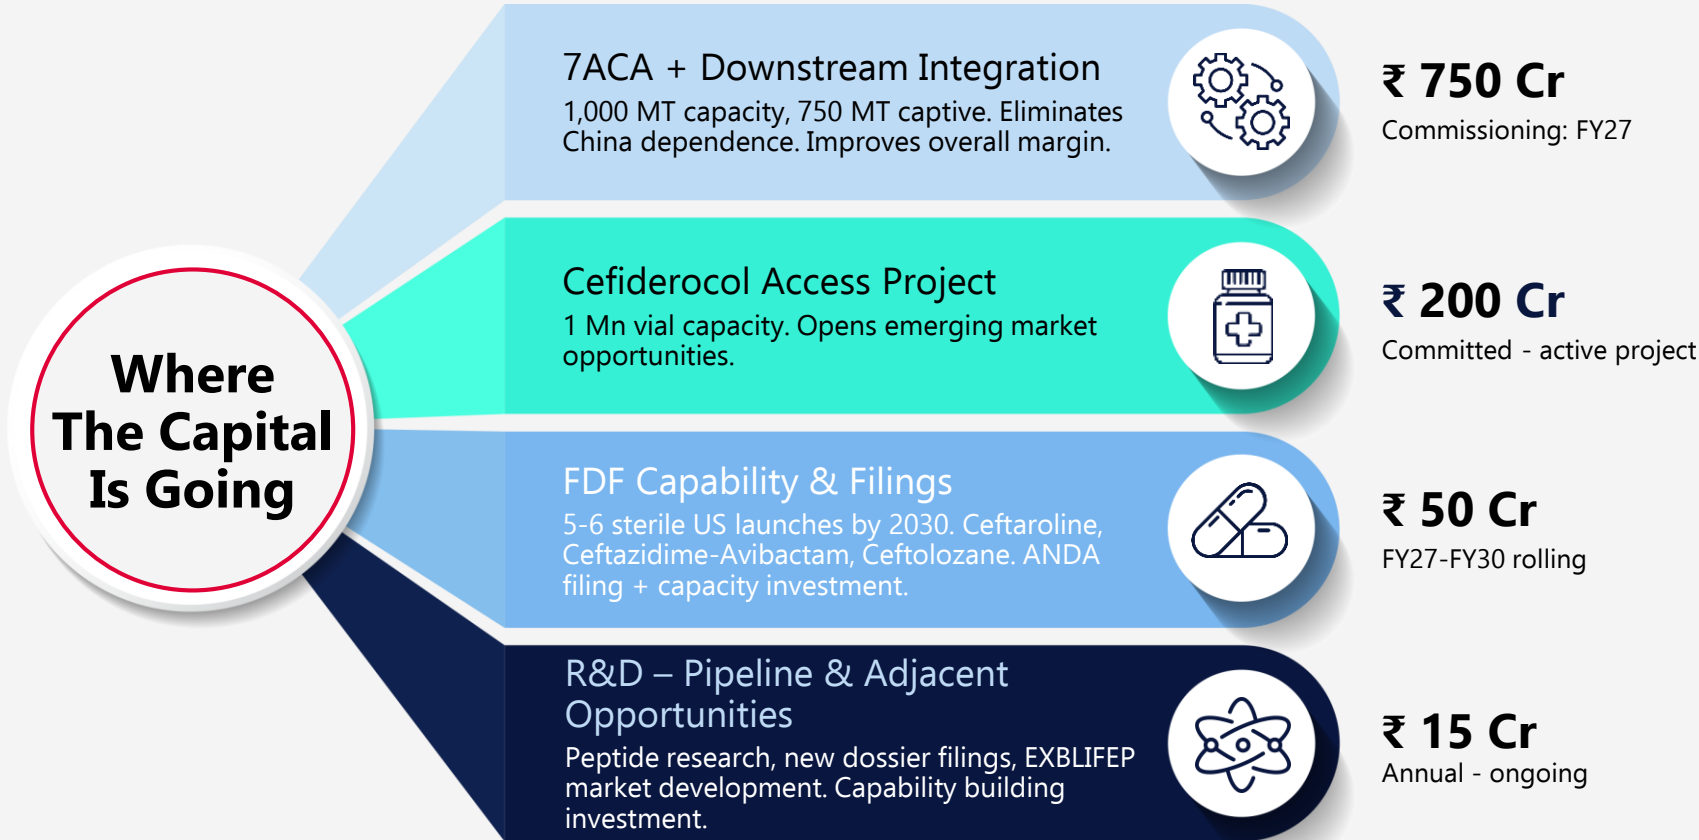 Where
The Capital
Is Going
7ACA + Downstream Integration
1,000 MT capacity, 750 MT captive. Eliminates
China dependence. Improves overall margin.
₹ 750 Cr
Commissioning: FY27
Cefiderocol Access Project
1 Mn vial capacity. Opens emerging market
opportunities.
₹ 200 Cr
Committed - active project
FDF Capability & Filings
5-6 sterile US launches by 2030. Ceftaroline,
Ceftazidime-Avibactam, Ceftolozane. ANDA
filing + capacity investment.
₹ 50 Cr
FY27-FY30 rolling
R&D – Pipeline & Adjacent
Opportunities
Peptide research, new dossier filings, EXBLIFEP
market development. Capability building
investment.
₹ 15 Cr
Annual - ongoing